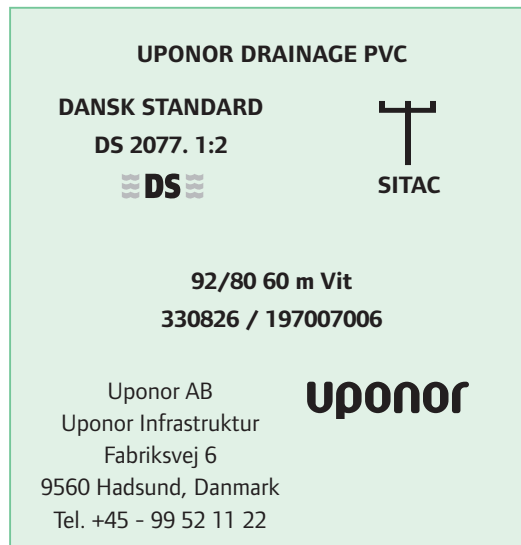 UPONOR DRAINAGE PVC
DANSK STANDARD
DS 2077. 1:2
DS
SITAC
92/80 60 m Vit
330826 / 197007006
Uponor AB
Uponor Infrastruktur
Fabriksvej 6
9560 Hadsund, Danmark
Tel. +45 - 99 52 11 22
uponor